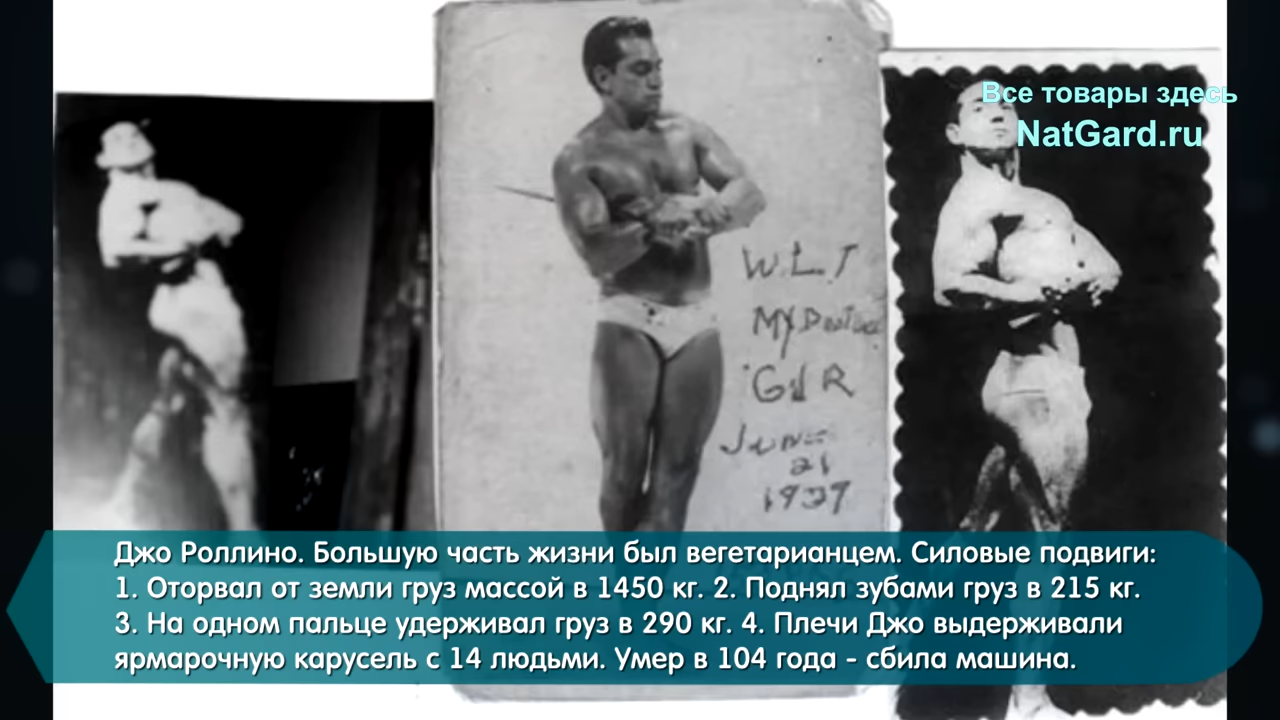 Все товары здесь
NatGard.ru
W.L.T
MY
JUNE
21
1937
Джо Роллино. Большую часть жизни был вегетарианцем. Силовые подвиги:
1. Оторвал от земли груз массой в 1450 кг. 2. Поднял зубами груз в 215 кг.
3. На одном пальце удерживал груз в 290 кг. 4. Плечи Джо выдерживали
ярмарочную карусель с 14 людьми. Умер в 104 года - сбила машина.